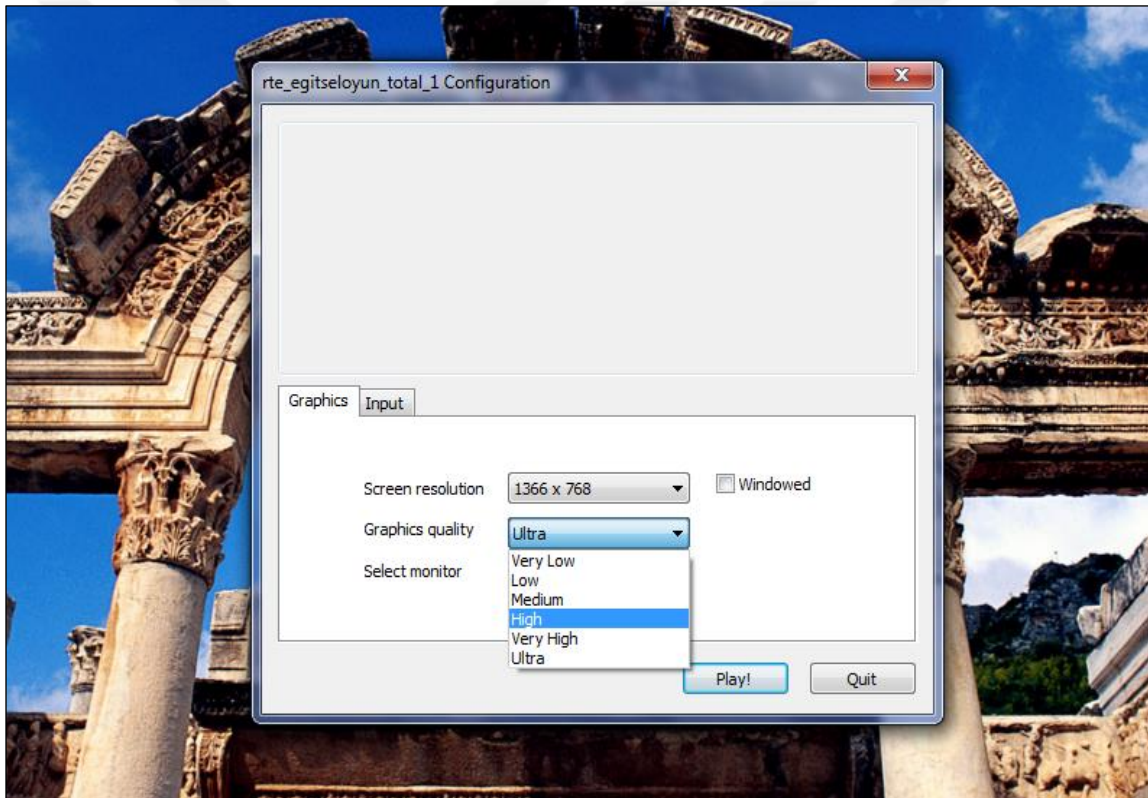 rte_egitseloyun_total_1 Configuration
Graphics
Input
Screen resolution
1366 x 768
Windowed
Graphics quality
Ultra
Select monitor
Very Low
Low
Medium
High
Very High
Ultra
Play!
Quit